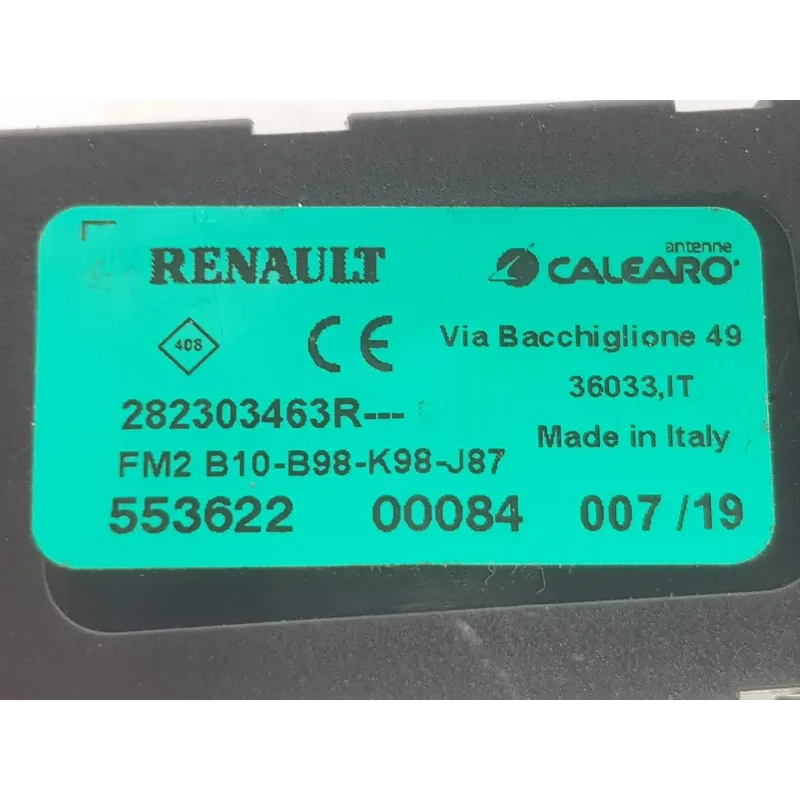 RENAULT
antenne
CALEARO
408
CE
Via Bacchiglione 49
36033,IT
282303463R---
Made in Italy
FM2 B10-B98-K98-J87
553622 00084 007 /19